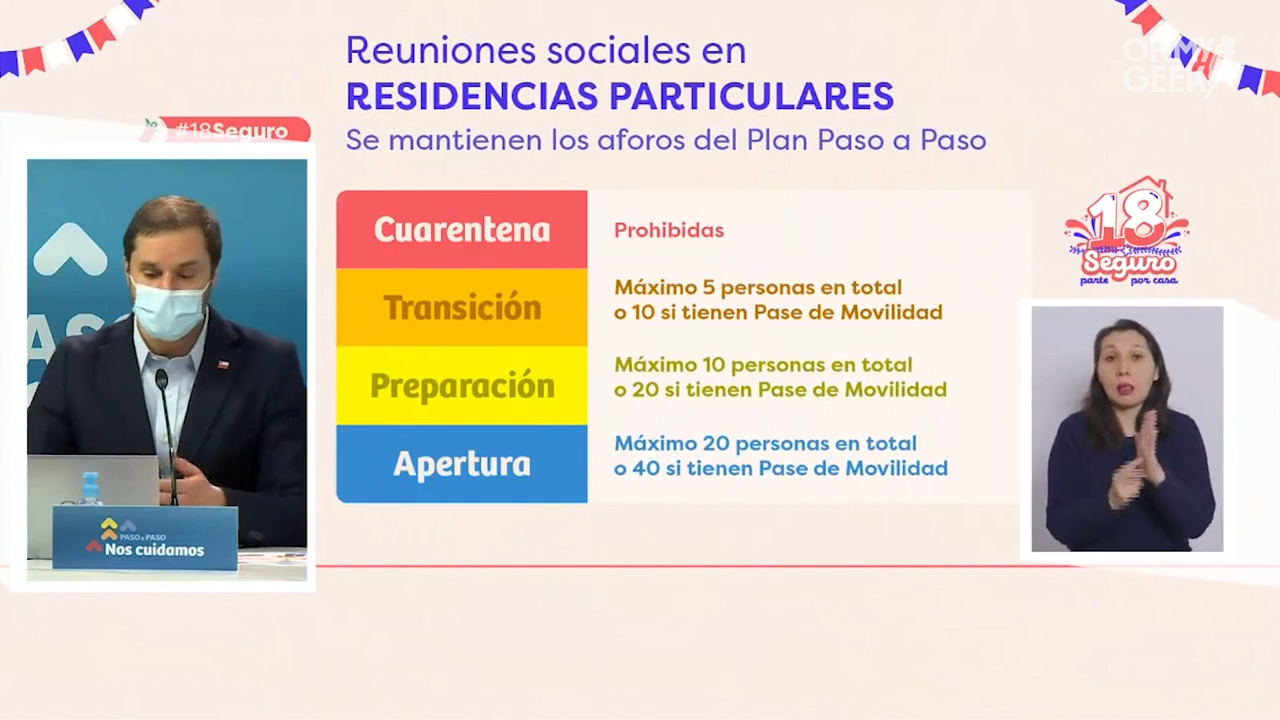 Reuniones sociales en
RESIDENCIAS PARTICULARES
Se mantienen los aforos del Plan Paso a Paso
#18Seguro
Cuarentena
Prohibidas
Transición
Máximo 5 personas en total
o 10 si tienen Pase de Movilidad
Preparación
Máximo 10 personas en total
o 20 si tienen Pase de Movilidad
Apertura
Máximo 20 personas en total
o 40 si tienen Pase de Movilidad
18
Seguro
parte por casa
PASO a PASO
Nos cuidamos